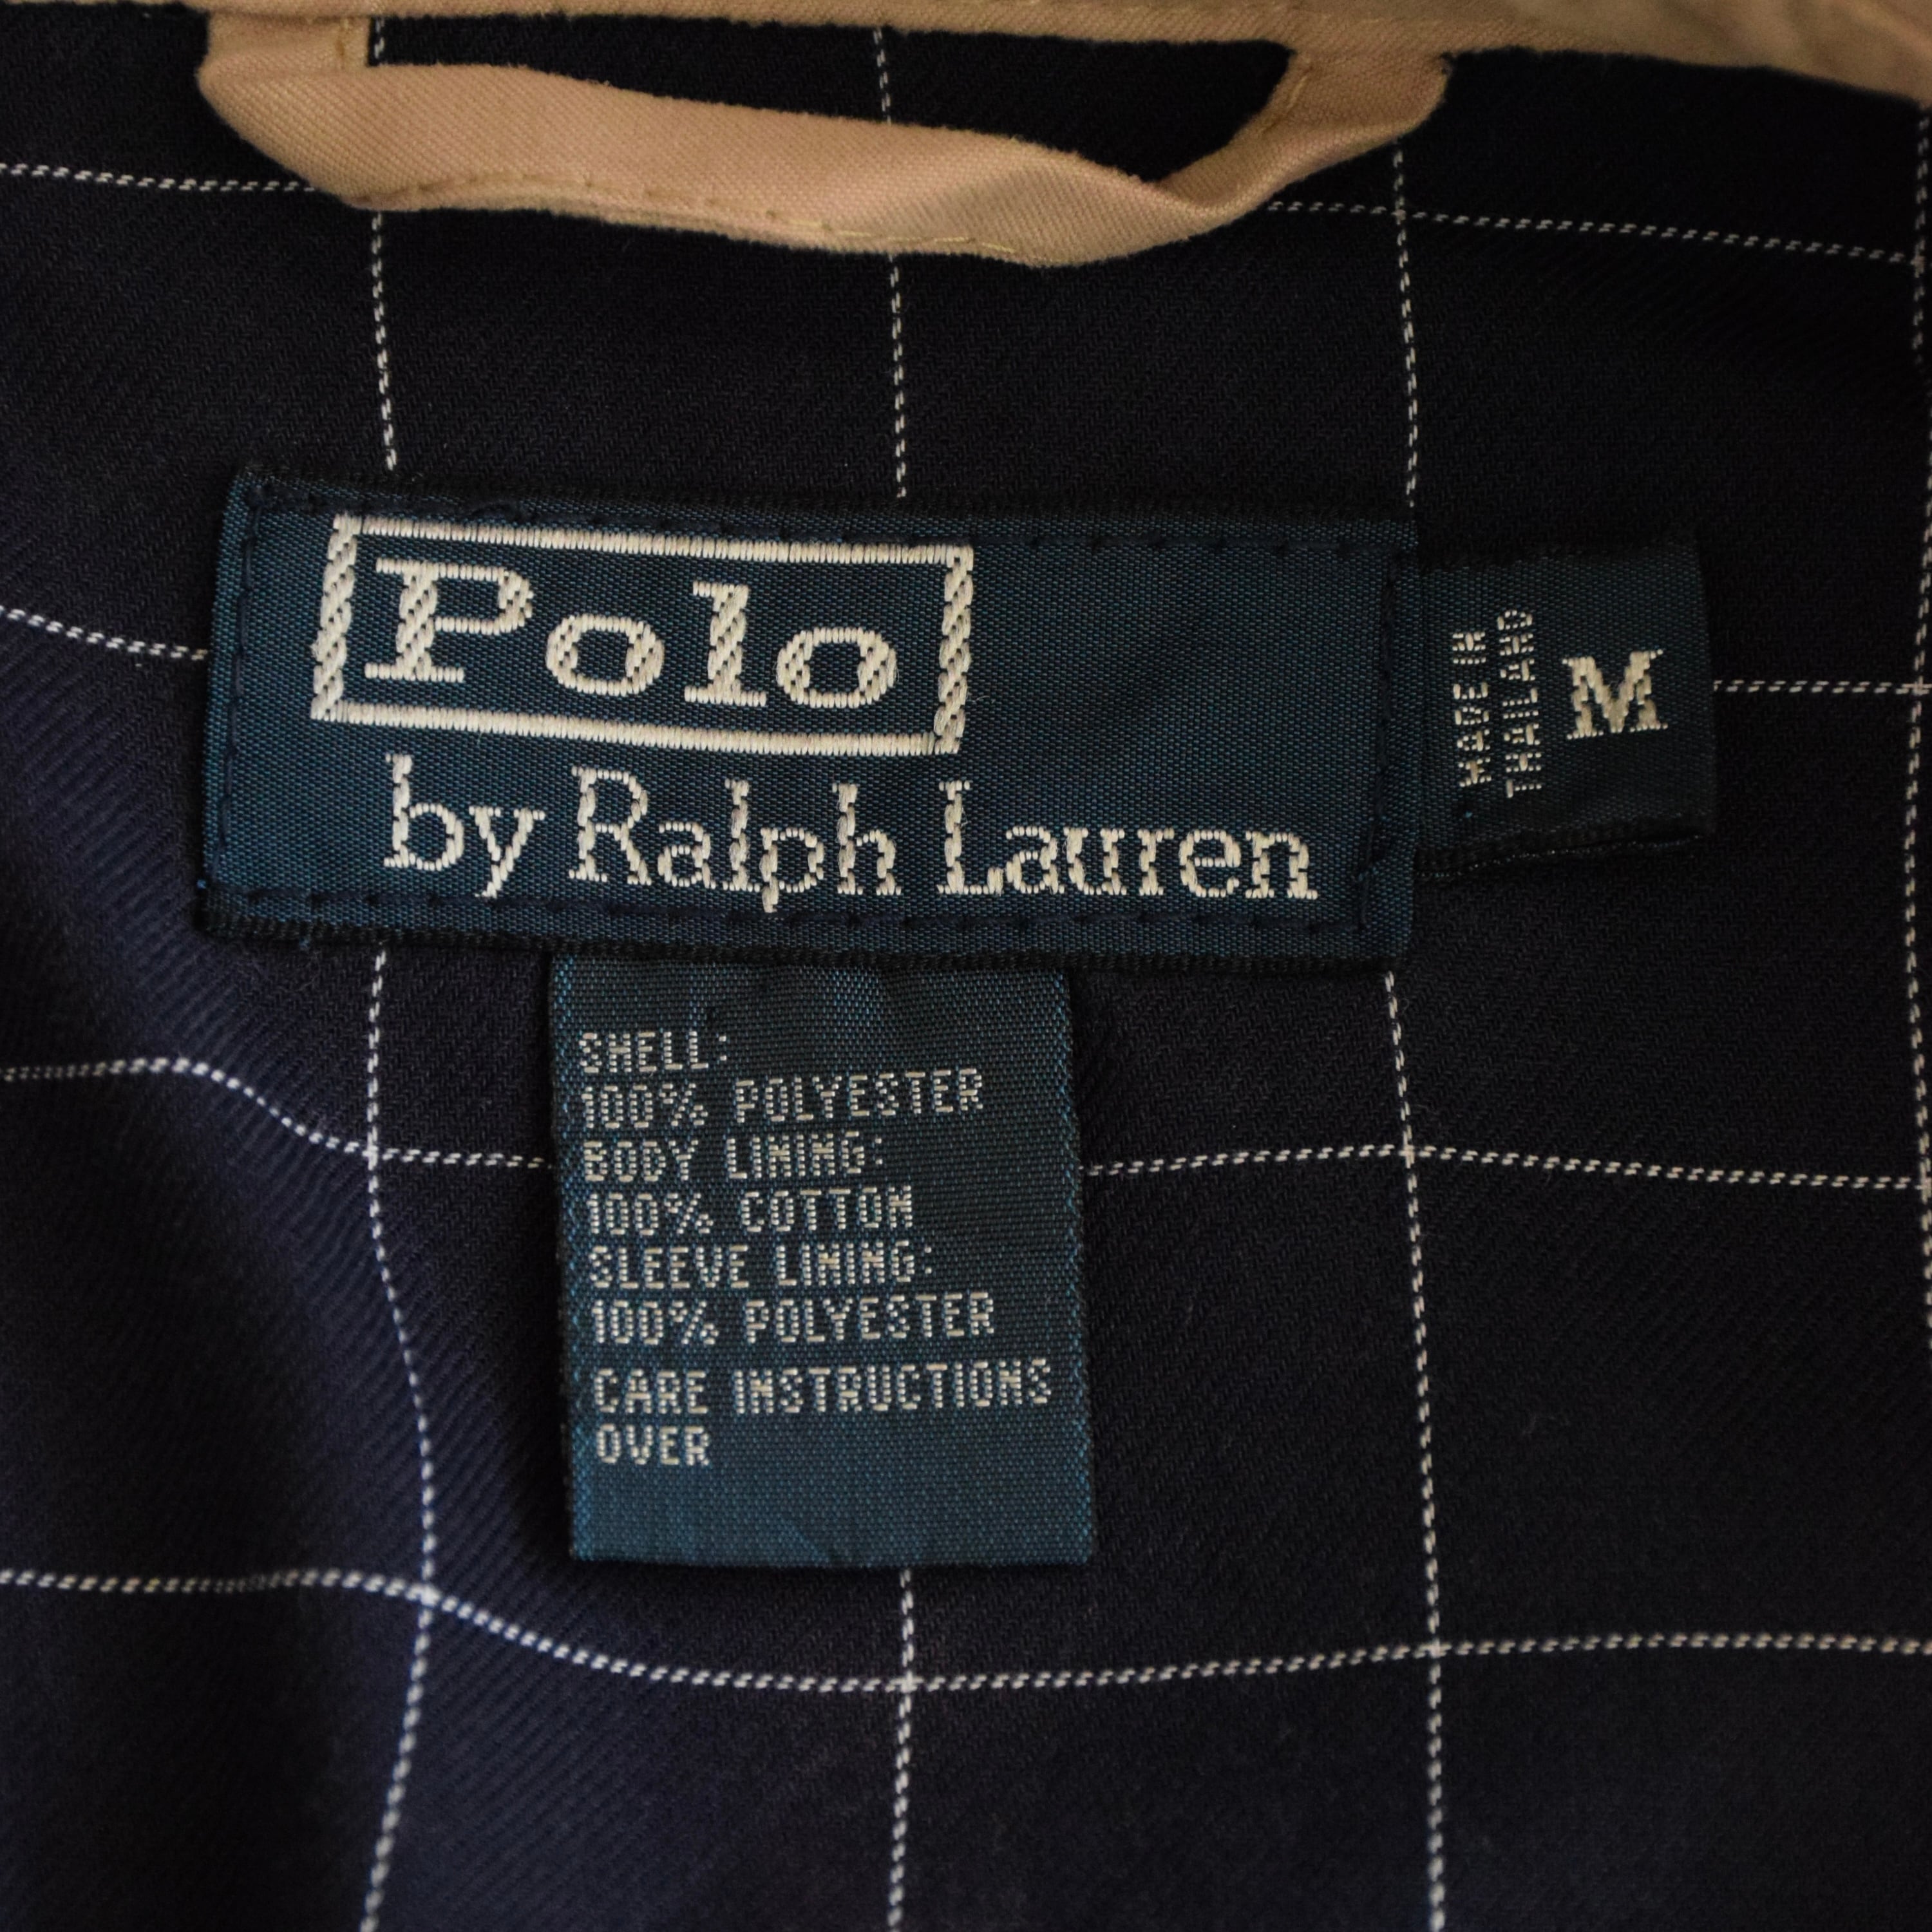 Polo
by Ralph Lauren
MADE IN
THAILAND
M
SHELL:
100% POLYESTER
BODY LINING:
100% COTTON
SLEEVE LINING:
100% POLYESTER
CARE INSTRUCTIONS
OVER